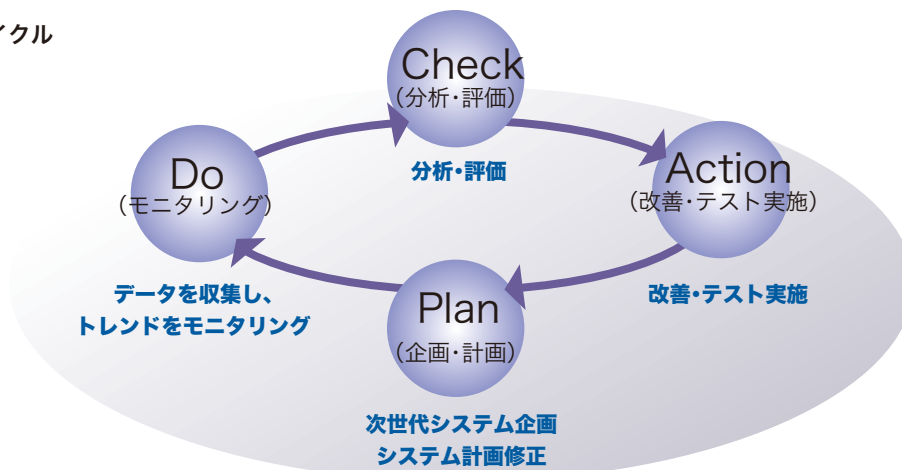 イクル
Check
(分析・評価)
分析・評価
Do
(モニタリング)
データを収集し、
トレンドをモニタリング
Action
(改善・テスト実施)
改善・テスト実施
Plan
(企画・計画)
次世代システム企画
システム計画修正